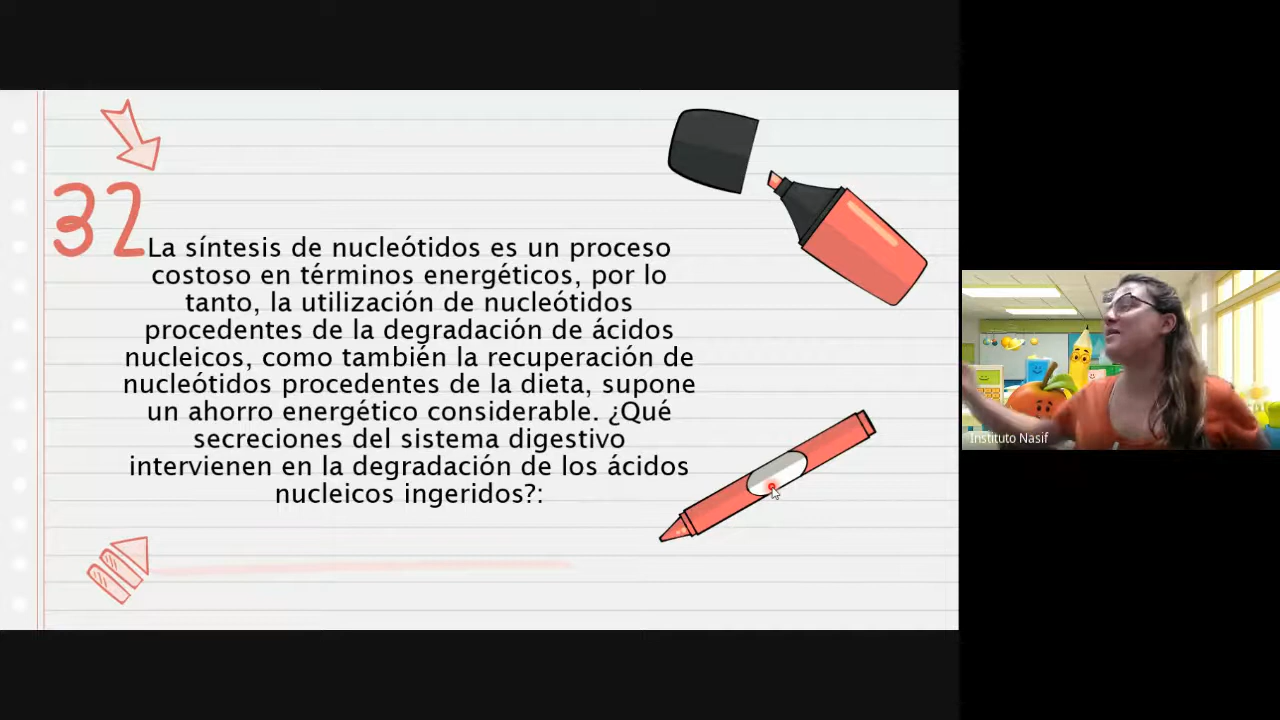 32
La síntesis de nucleótidos es un proceso
costoso en términos energéticos, por lo
tanto, la utilización de nucleótidos
procedentes de la degradación de ácidos
nucleicos, como también la recuperación de
nucleótidos procedentes de la dieta, supone
un ahorro energético considerable. ¿Qué
secreciones del sistema digestivo
intervienen en la degradación de los ácidos
nucleicos ingeridos?:
Instituto Nasif